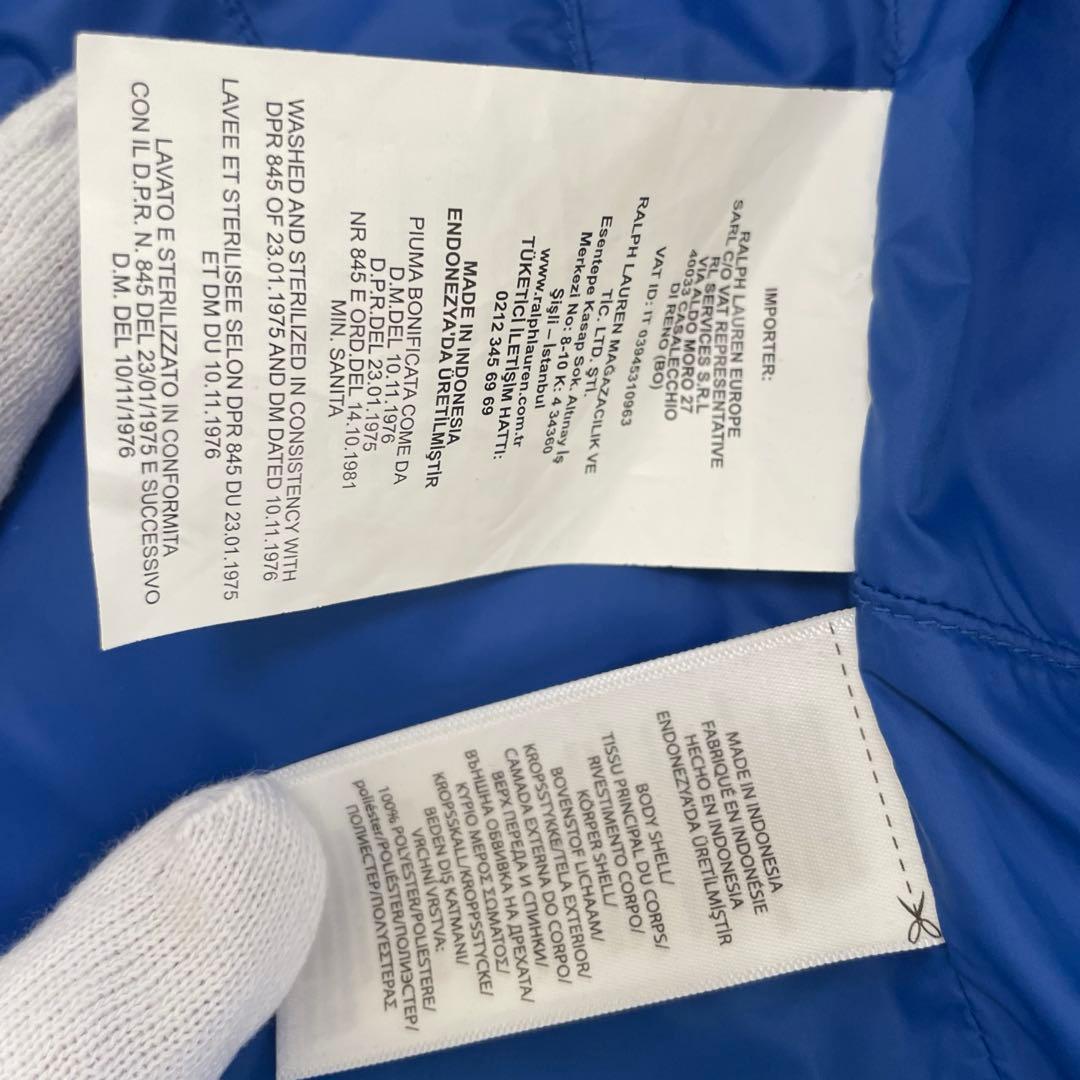 IMPORTER:
RALPH LAUREN EUROPE
SARL C/O VAT REPRESENTATIVE
RL SERVICES S.R.L
VIA ALDO MORO 27
40033 CASALECCHIO
DI RENO (BO)
VAT ID: IT 03945310963
RALPH LAUREN MAĞAZACILIK VE
TİC. LTD. ŞTİ.
Esentepe Kasap Sok. Altınay İş
Merkezi No: 8-10 K: 4 34360
Şişli – İstanbul
www.ralphlauren.com.tr
TÜKETİCİ İLETİŞİM HATTI:
0212 345 69 69
MADE IN INDONESIA
ENDONEZYA'DA ÜRETİLMİŞTİR
PIUMA BONIFICATA COME DA
D.M.DEL 10.11.1976
D.P.R.DEL 23.01.1975
NR 845 E ORD.DEL 14.10.1981
MIN. SANITA
WASHED AND STERILIZED IN CONSISTENCY WITH
DPR 845 OF 23.01.1975 AND DM DATED 10.11.1976
LAVEE ET STERILISEE SELON DPR 845 DU 23.01.1975
ET DM DU 10.11.1976
LAVATO E STERILIZZATO IN CONFORMITA
CON IL D.P.R. N. 845 DEL 23/01/1975 E SUCCESSIVO
D.M. DEL 10/11/1976
MADE IN INDONESIA
FABRIQUÉ EN INDONÉSIE
HECHO EN INDONESIA
ENDONEZYA'DA ÜRETİLMİŞTİR
BODY SHELL/
TISSU PRINCIPAL DU CORPS/
RIVESTIMENTO CORPO/
KÖRPER SHELL/
BOVENSTOF LICHAAM/
KROPSSTYKKE/TELA EXTERIOR/
CAMADA EXTERNA DO CORPO/
ВЕРХ ПЕРЕДА И СПИНКИ/
ВЪНШНА ОБВИВКА НА ДРЕХАТА/
ΚΥΡΙΟ ΜΕΡΟΣ ΣΩΜΑΤΟΣ/
KROPSSKALL/KROPPSSTYCKE/
BEDEN DIŞ KATMANI/
VRCHNÍ VRSTVA:
100% POLYESTER/POLIESTERE/
poliéster/POLIÉSTER/ПОЛИЭСТЕР/
ПОЛИЕСТЕР/ΠΟΛΥΕΣΤΕΡΑΣ